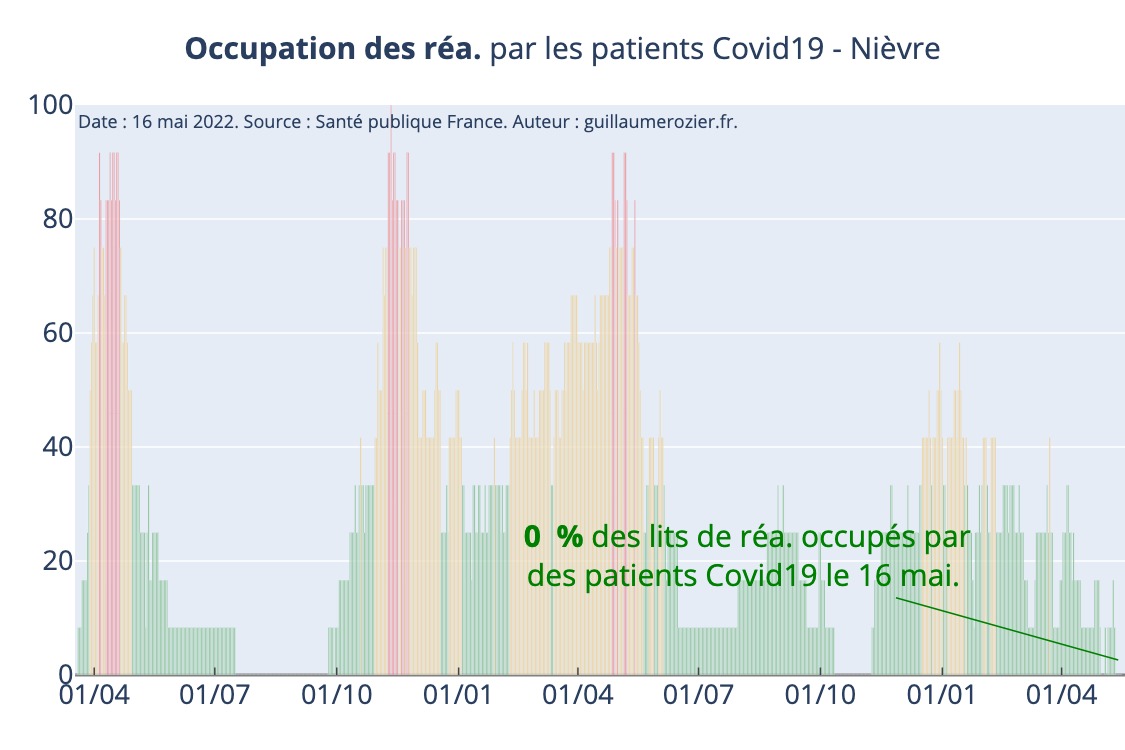 Occupation des réa. par les patients Covid19 - Nièvre
100
Date : 16 mai 2022. Source : Santé publique France. Auteur : guillaumerozier.fr.
80
60
40
0 % des lits de réa. occupés par
20
des patients Covid19 le 16 mai.
0
01/04 01/07 01/10 01/01 01/04 01/07 01/10 01/01 01/04